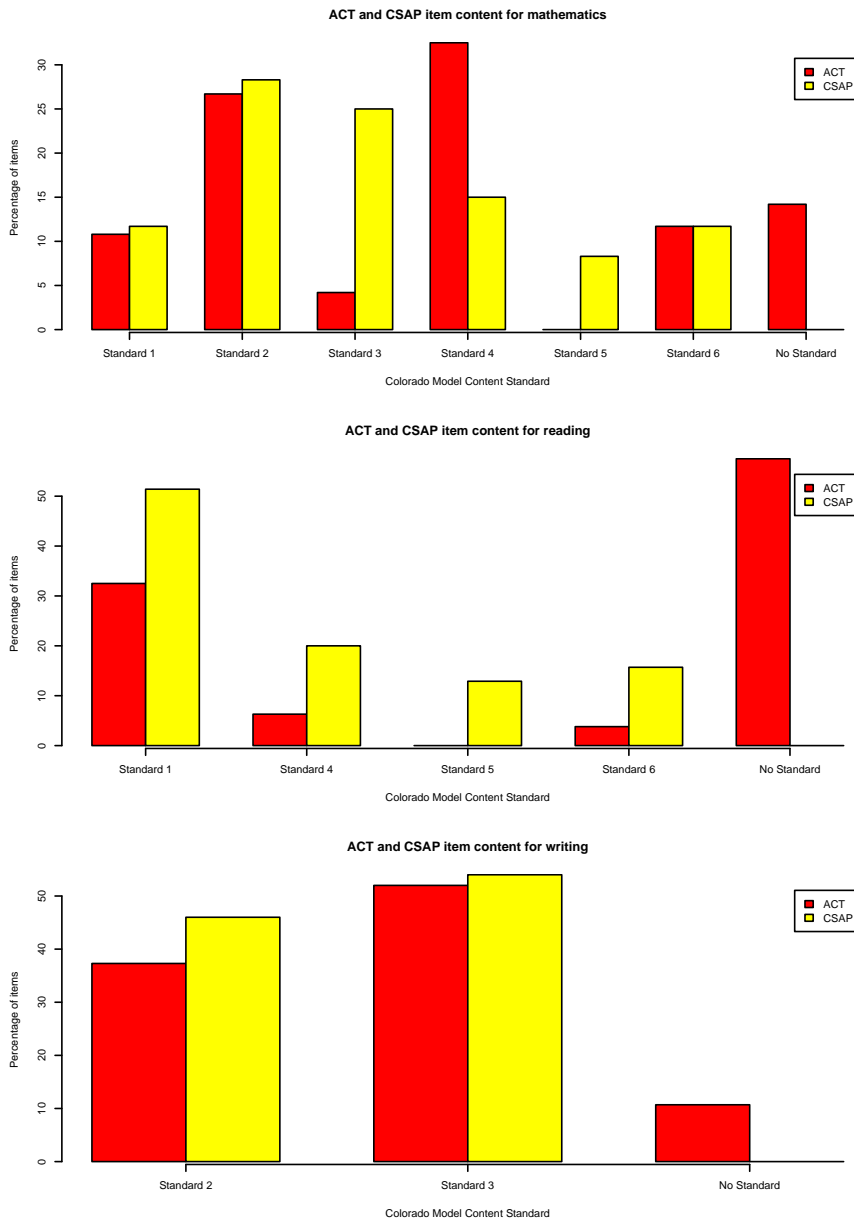 ACT and CSAP item content for mathematics
ACT
CSAP
Percentage of items
30
25
20
15
10
5
0
Standard 1 Standard 2 Standard 3 Standard 4 Standard 5 Standard 6 No Standard
Colorado Model Content Standard
ACT and CSAP item content for reading
ACT
CSAP
Percentage of items
50
40
30
20
10
0
Standard 1 Standard 4 Standard 5 Standard 6 No Standard
Colorado Model Content Standard
ACT and CSAP item content for writing
ACT
CSAP
Percentage of items
50
40
30
20
10
0
Standard 2 Standard 3 No Standard
Colorado Model Content Standard